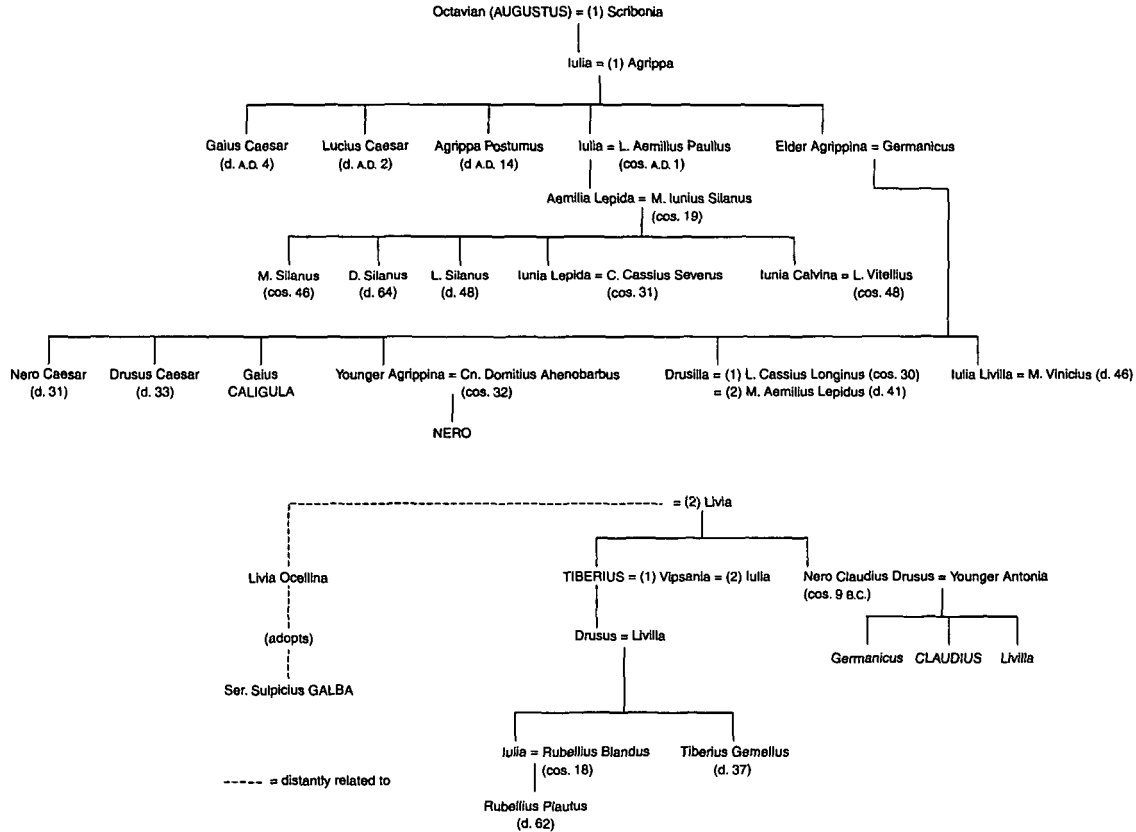 Octavian (AUGUSTUS) = (1) Scribonia
Iulia = (1) Agrippa
Gaius Caesar
(d. A.D. 4)
Lucius Caesar
(d. A.D. 2)
Agrippa Postumus
(d A.D. 14)
Iulia = L. Aemilius Paullus
(cos. A.D. 1)
Elder Agrippina = Germanicus
Aemilia Lepida = M. Iunius Silanus
(cos. 19)
M. Silanus
(cos. 46)
D. Silanus
(d. 64)
L. Silanus
(d. 48)
Iunia Lepida = C. Cassius Severus
(cos. 31)
Iunia Calvina = L. Vitellius
(cos. 48)
Nero Caesar
(d. 31)
Drusus Caesar
(d. 33)
Gaius
CALIGULA
Younger Agrippina = Cn. Domitius Ahenobarbus
(cos. 32)
Drusilla = (1) L. Cassius Longinus (cos. 30)
= (2) M. Aemilius Lepidus (d. 41)
Iulia Livilla = M. Vinicius (d. 46)
NERO
= (2) Livia
Livia Ocellina
TIBERIUS = (1) Vipsania = (2) Iulia
Nero Claudius Drusus = Younger Antonia
(cos. 9 B.C.)
(adopts)
Drusus = Livilla
Germanicus CLAUDIUS Livilla
Ser. Sulpicius GALBA
Iulia = Rubellius Blandus
(cos. 18)
Tiberius Gemellus
(d. 37)
----- = distantly related to
Rubellius Plautus
(d. 62)